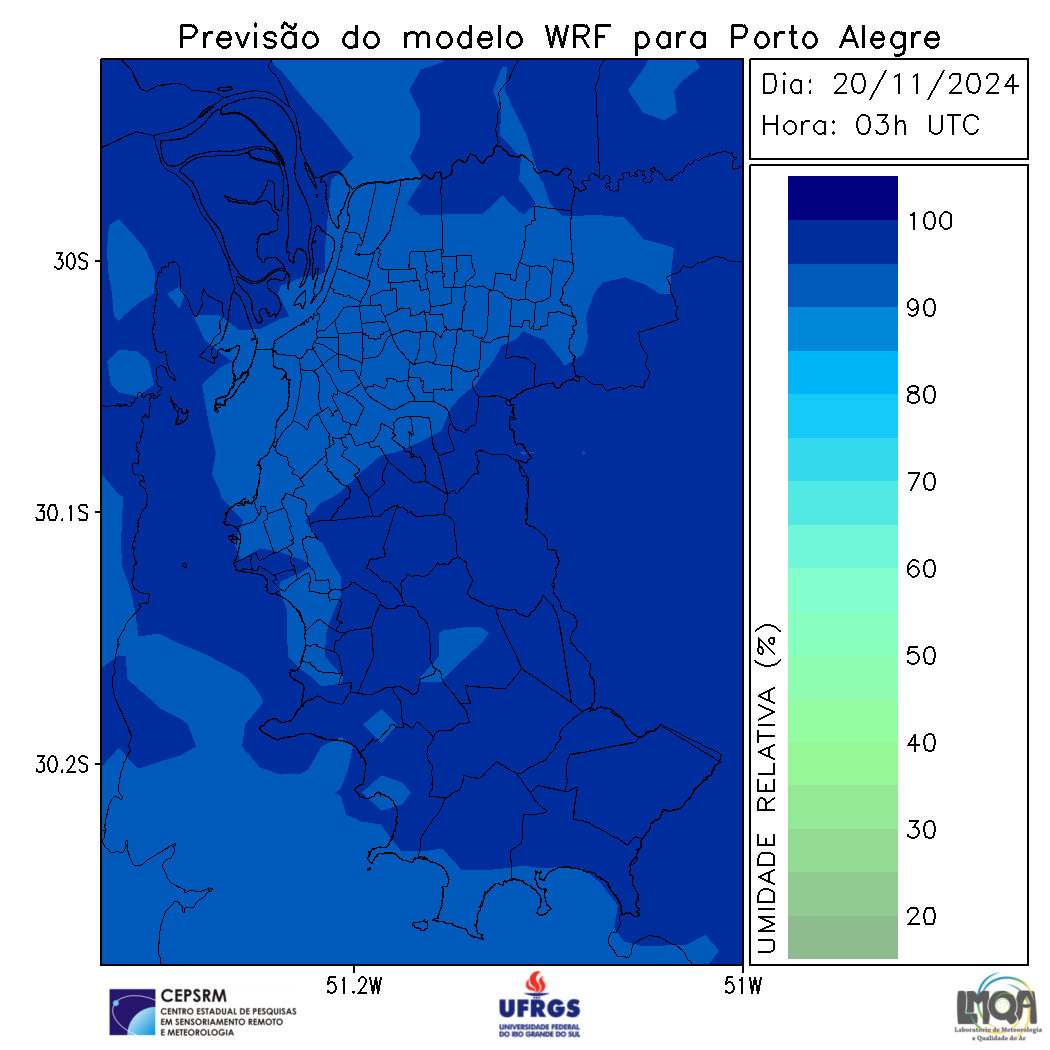 Previsão do modelo WRF para Porto Alegre
Dia: 20/11/2024
Hora: 03h UTC
30S
30.1S
30.2S
51.2W
51W
UMIDADE RELATIVA (%)
100
90
80
70
60
50
40
30
20
CEPSRM
CENTRO ESTADUAL DE PESQUISAS
EM SENSORIAMENTO REMOTO
E METEOROLOGIA
UFRGS
UNIVERSIDADE FEDERAL
DO RIO GRANDE DO SUL
LMQA
Laboratório de Meteorologia
e Qualidade do Ar